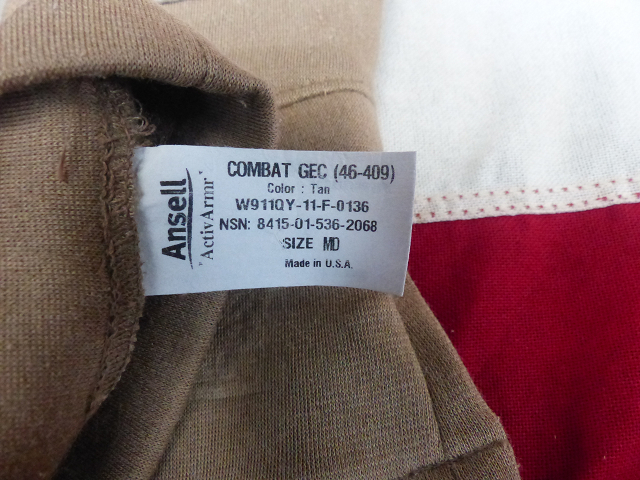 Ansell
"ActivArmr"
COMBAT GEC (46-409)
Color : Tan
W911QY-11-F-0136
NSN: 8415-01-536-2068
SIZE MD
Made in U.S.A.